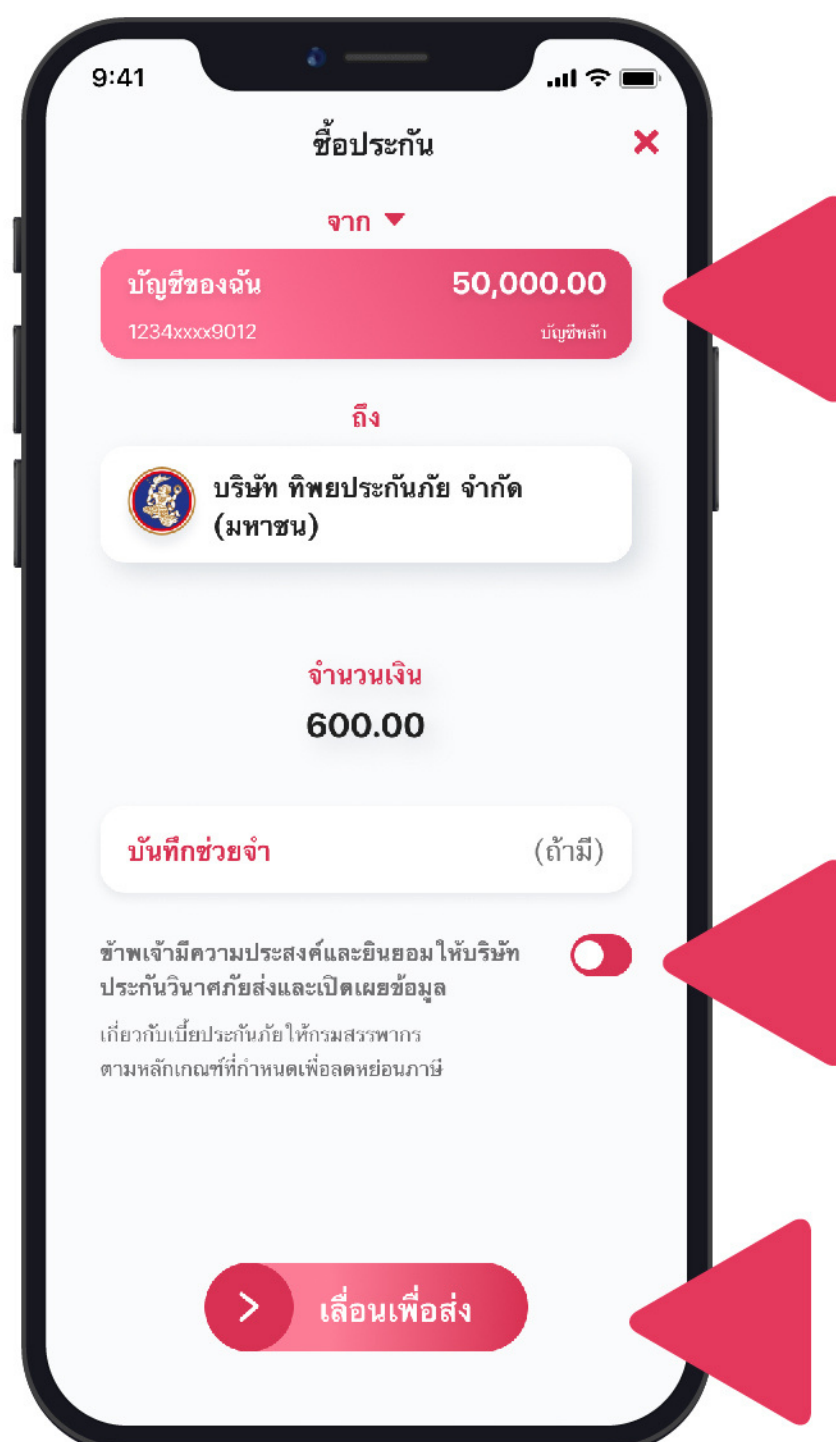 9:41
ซื้อประกัน
จาก
บัญชีของฉัน 50,000.00
1234xxxx9012 บัญชีหลัก
ถึง
บริษัท ทิพยประกันภัย จำกัด
(มหาชน)
จำนวนเงิน
600.00
บันทึกช่วยจำ (ถ้ามี)
ข้าพเจ้ามีความประสงค์และยินยอมให้บริษัท
ประกันวินาศภัยส่งและเปิดเผยข้อมูล
เกี่ยวกับเบี้ยประกันภัยให้กรมสรรพากร
ตามหลักเกณฑ์ที่กำหนดเพื่อลดหย่อนภาษี
เลื่อนเพื่อส่ง